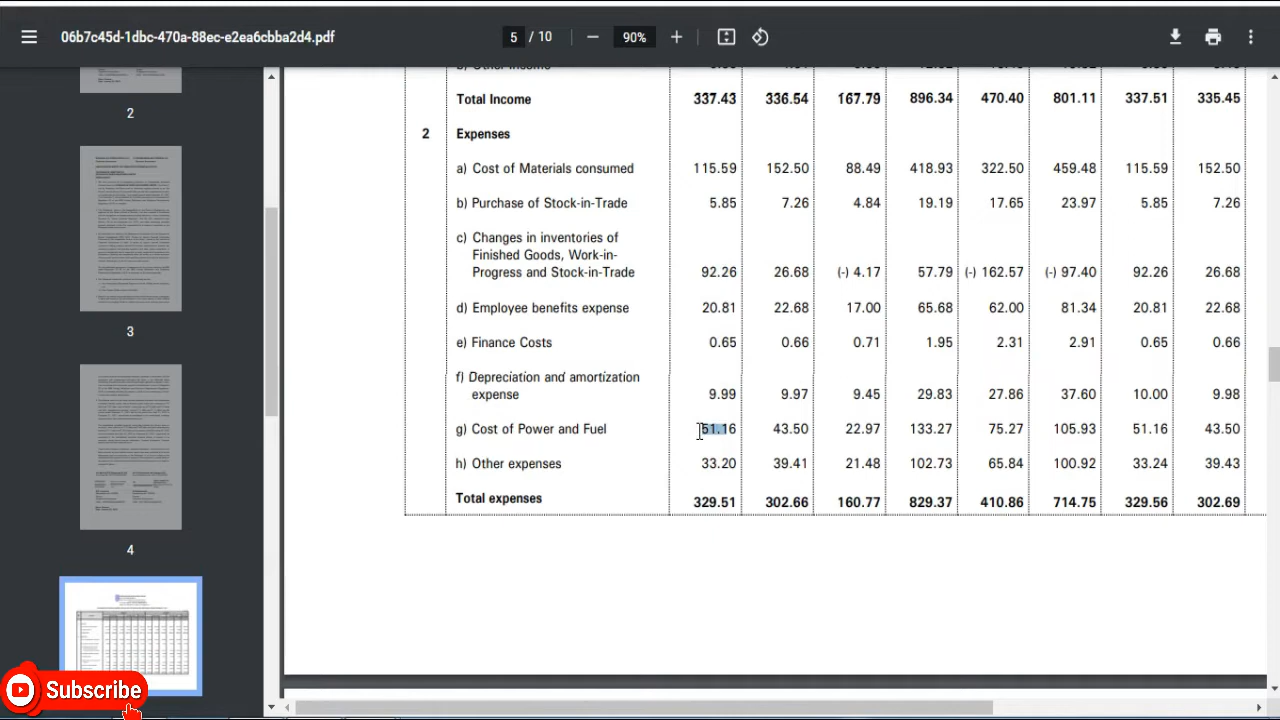 06b7c45d-1dbc-470a-88ec-e2ea6cbba2d4.pdf 5 / 10 90%
Total Income 337.43 336.54 167.79 896.34 470.40 801.11 337.51 335.45
2 Expenses
a) Cost of Materials consumed 115.59 152.50 88.49 418.93 322.50 459.48 115.59 152.50
b) Purchase of Stock-in-Trade 5.85 7.26 4.84 19.19 17.65 23.97 5.85 7.26
c) Changes in inventories of
Finished Goods, Work-in-
Progress and Stock-in-Trade 92.26 26.68 (-) 4.17 57.79 (-) 162.57 (-) 97.40 92.26 26.68
d) Employee benefits expense 20.81 22.68 17.00 65.68 62.00 81.34 20.81 22.68
e) Finance Costs 0.65 0.66 0.71 1.95 2.31 2.91 0.65 0.66
f) Depreciation and amortization
expense 9.99 9.97 9.45 29.83 27.86 37.60 10.00 9.98
g) Cost of Power and Fuel 51.16 43.50 22.97 133.27 75.27 105.93 51.16 43.50
h) Other expenses 33.20 39.41 21.48 102.73 65.84 100.92 33.24 39.43
Total expenses 329.51 302.66 160.77 829.37 410.86 714.75 329.56 302.69
2
3
4
Subscribe